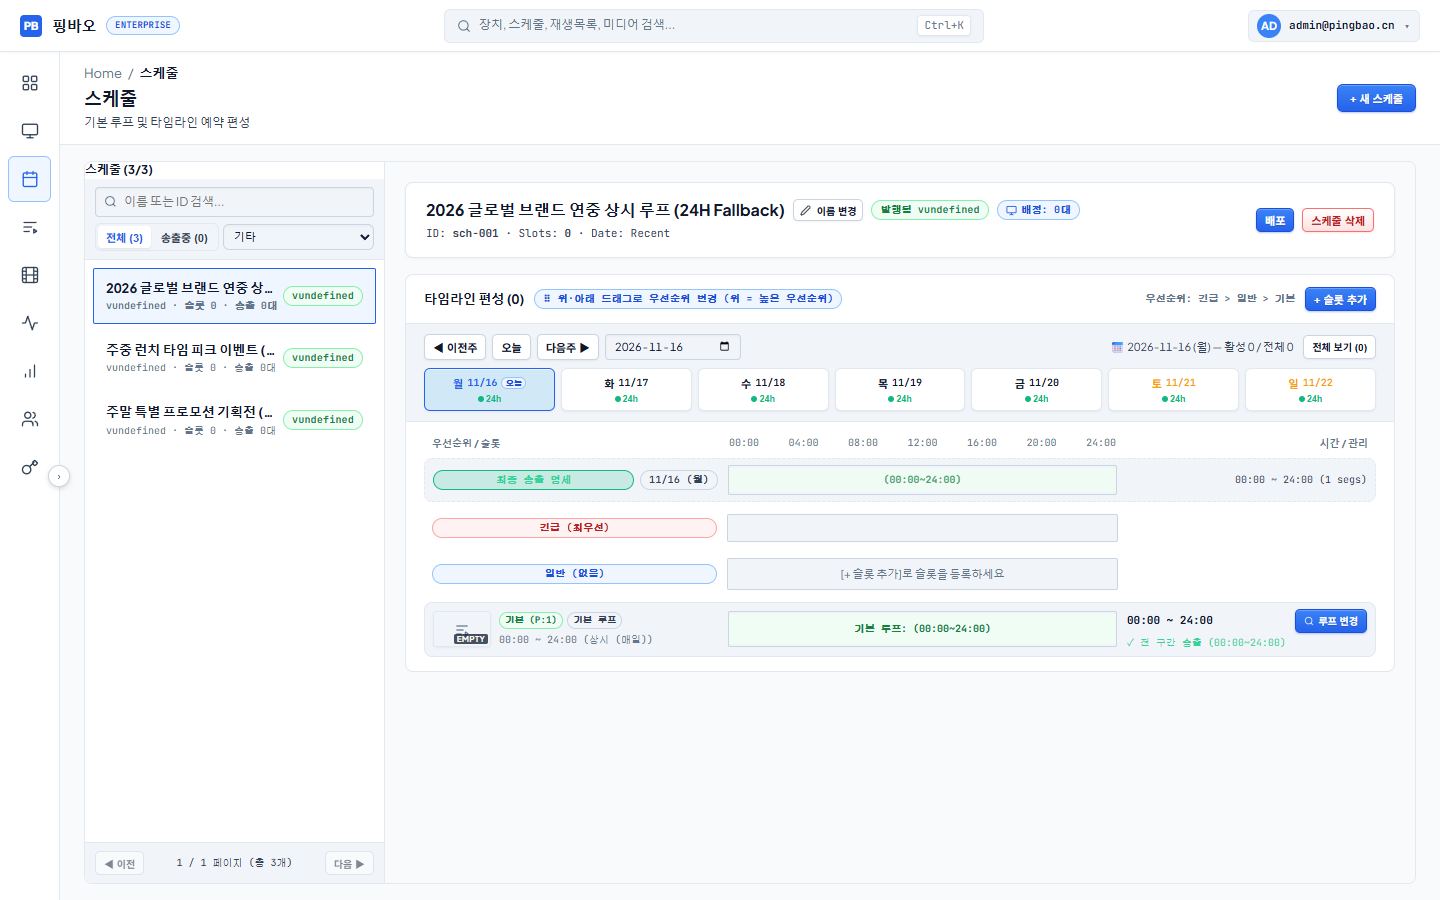 PB 핑바오 ENTERPRISE
장치, 스케줄, 재생목록, 미디어 검색... Ctrl+K
AD admin@pingbao.cn
Home / 스케줄
스케줄
기본 루프 및 타임라인 예약 편성
+ 새 스케줄
스케줄 (3/3)
이름 또는 ID 검색...
전체 (3) 송출중 (0) 기타
2026 글로벌 브랜드 연중 상...
vundefined · 슬롯 0 · 송출 0대
vundefined
주중 런치 타임 피크 이벤트 (...
vundefined · 슬롯 0 · 송출 0대
vundefined
주말 특별 프로모션 기획전 (...
vundefined · 슬롯 0 · 송출 0대
vundefined
◀ 이전 1 / 1 페이지 (총 3개) 다음 ▶
2026 글로벌 브랜드 연중 상시 루프 (24H Fallback) 이름 변경 발행본 vundefined 배정: 0대
ID: sch-001 · Slots: 0 · Date: Recent
배포 스케줄 삭제
타임라인 편성 (0) ⠿ 위·아래 드래그로 우선순위 변경 (위 = 높은 우선순위) 우선순위: 긴급 > 일반 > 기본 + 슬롯 추가
◀ 이전주 오늘 다음주 ▶ 2026-11-16 2026-11-16 (월) — 활성 0 / 전체 0 전체 보기 (0)
월 11/16 오늘
24h
화 11/17
24h
수 11/18
24h
목 11/19
24h
금 11/20
24h
토 11/21
24h
일 11/22
24h
우선순위 / 슬롯 00:00 04:00 08:00 12:00 16:00 20:00 24:00 시간 / 관리
최종 송출 명세 11/16 (월) (00:00~24:00) 00:00 ~ 24:00 (1 segs)
긴급 (최우선)
일반 (없음) [+ 슬롯 추가]로 슬롯을 등록하세요
EMPTY
기본 (P:1) 기본 루프
00:00 ~ 24:00 (상시 (매일))
기본 루프: (00:00~24:00)
00:00 ~ 24:00
✓ 전 구간 송출 (00:00~24:00)
루프 변경